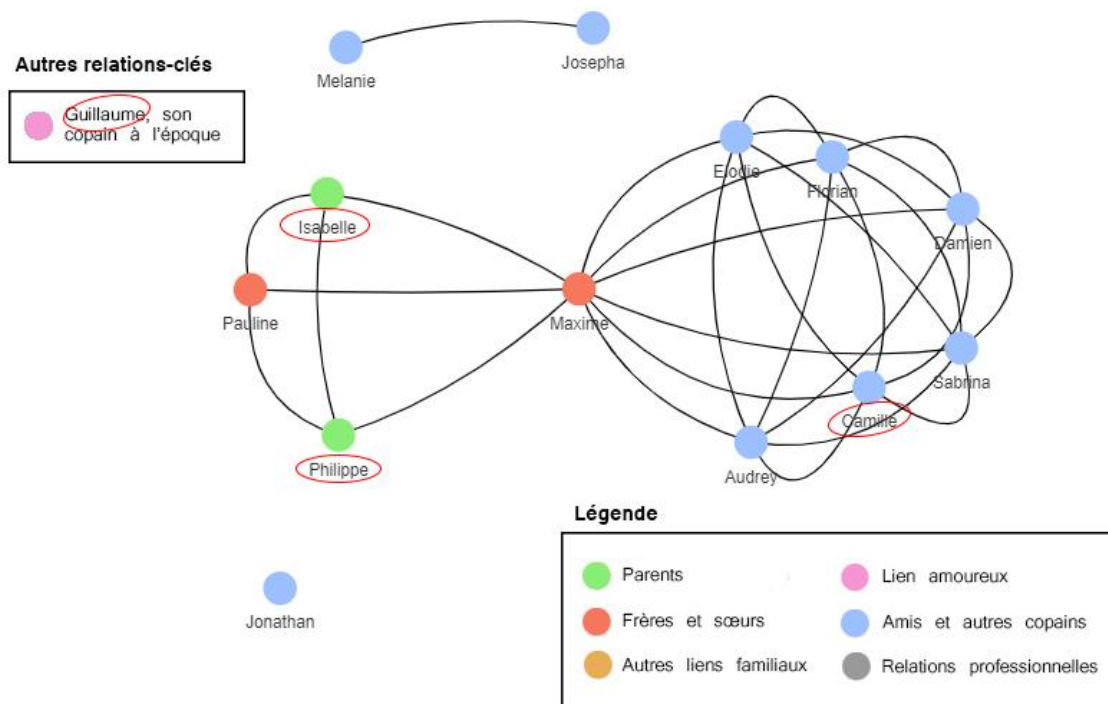 Melanie
Josepha
Autres relations-clés
Guillaume, son
copain à l'époque
Elodie
Florian
Isabelle
Damien
Pauline
Maxime
Sabrina
Camille
Philippe
Audrey
Légende
Parents
Lien amoureux
Frères et sœurs
Amis et autres copains
Autres liens familiaux
Relations professionnelles
Jonathan